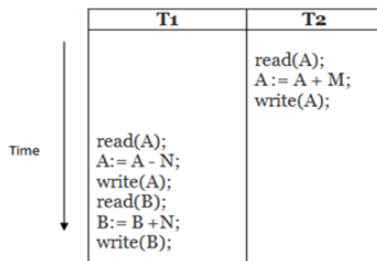 T1 T2
read(A);
A:= A + M;
write(A);
Time
read(A);
A:= A - N;
write(A);
read(B);
B:= B +N;
write(B);